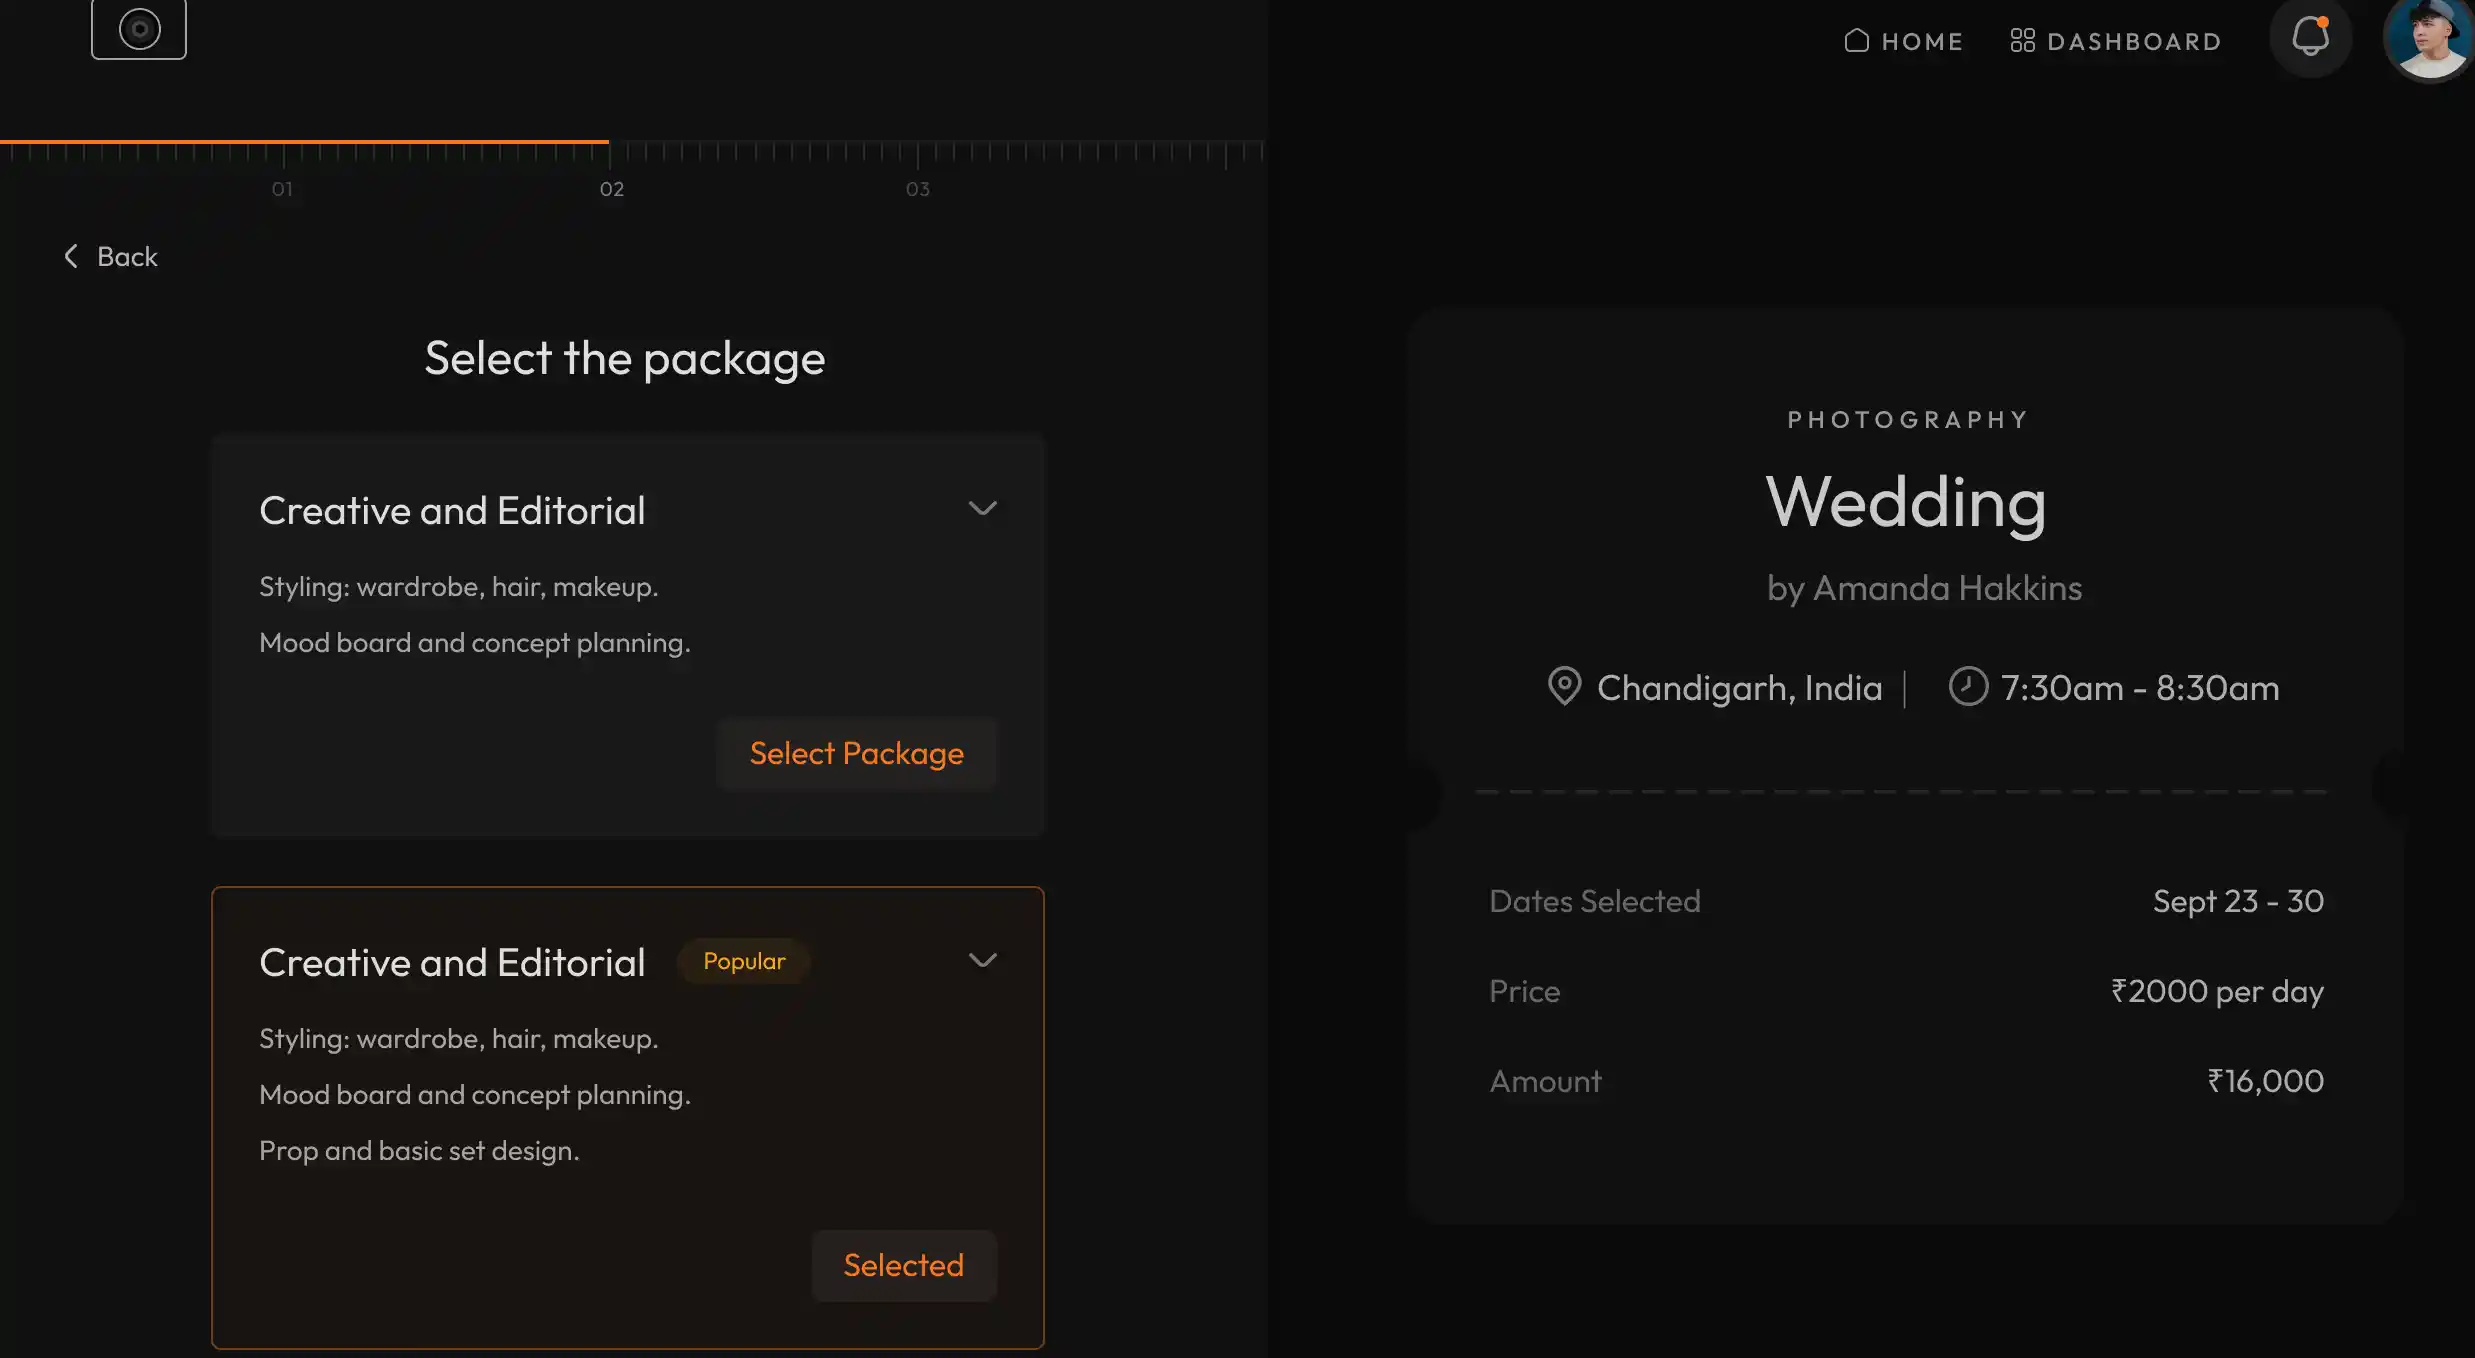 HOME
DASHBOARD
01
02
03
Back
Select the package
Creative and Editorial
Styling: wardrobe, hair, makeup.
Mood board and concept planning.
Select Package
Creative and Editorial
Popular
Styling: wardrobe, hair, makeup.
Mood board and concept planning.
Prop and basic set design.
Selected
PHOTOGRAPHY
Wedding
by Amanda Hakkins
Chandigarh, India
7:30am - 8:30am
Dates Selected
Sept 23 - 30
Price
₹2000 per day
Amount
₹16,000